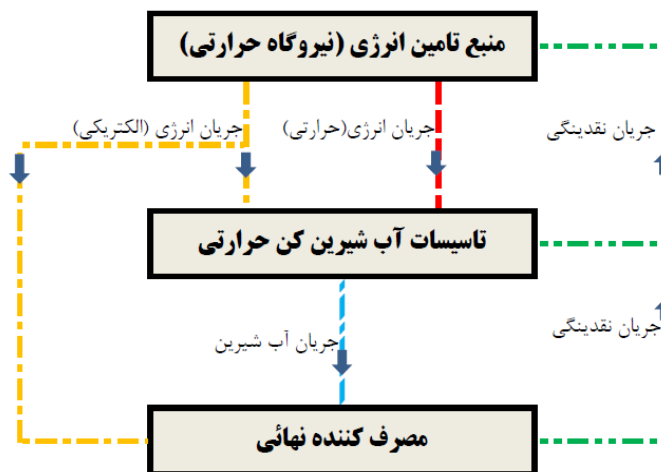 منبع تامین انرژی (نیروگاه حرارتی)
جریان نقدینگی
جریان انرژی(حرارتی)
جریان انرژی (الکتریکی)
تاسیسات آب شیرین کن حرارتی
جریان نقدینگی
جریان آب شیرین
مصرف کننده نهائی